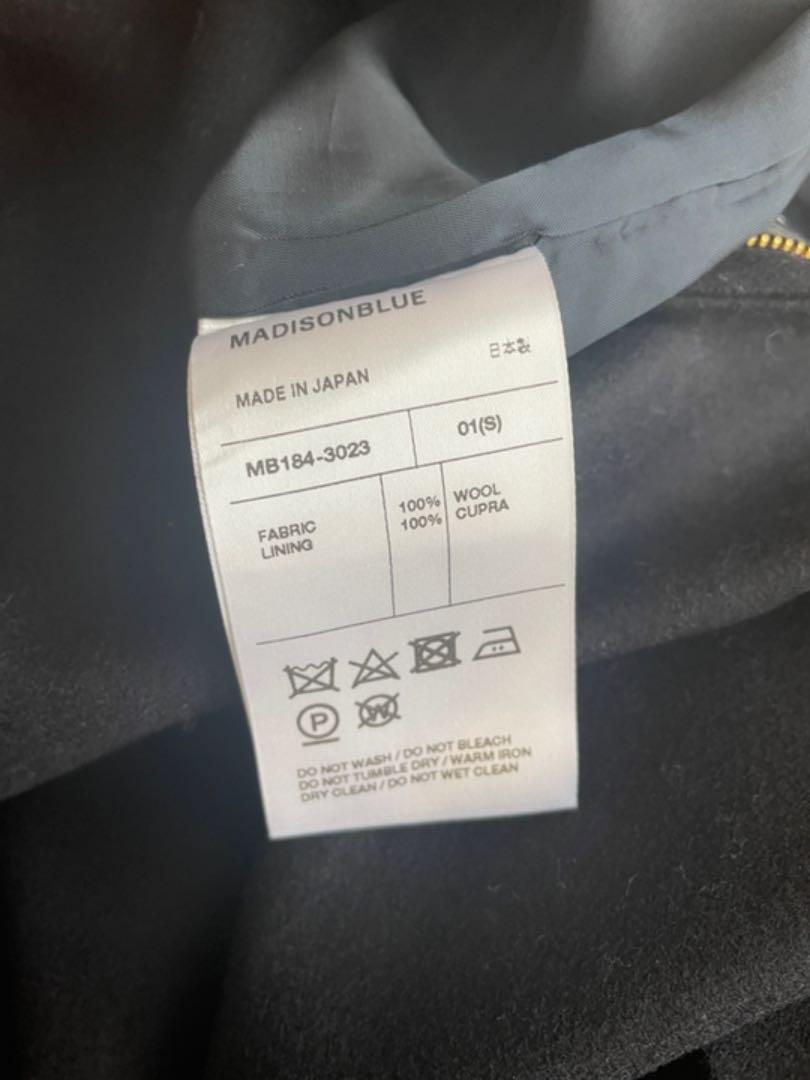 MADISONBLUE
MADE IN JAPAN
日本製
MB184-3023
01(S)
FABRIC 100% WOOL
LINING 100% CUPRA
P W
DO NOT WASH / DO NOT BLEACH
DO NOT TUMBLE DRY / WARM IRON
DRY CLEAN / DO NOT WET CLEAN